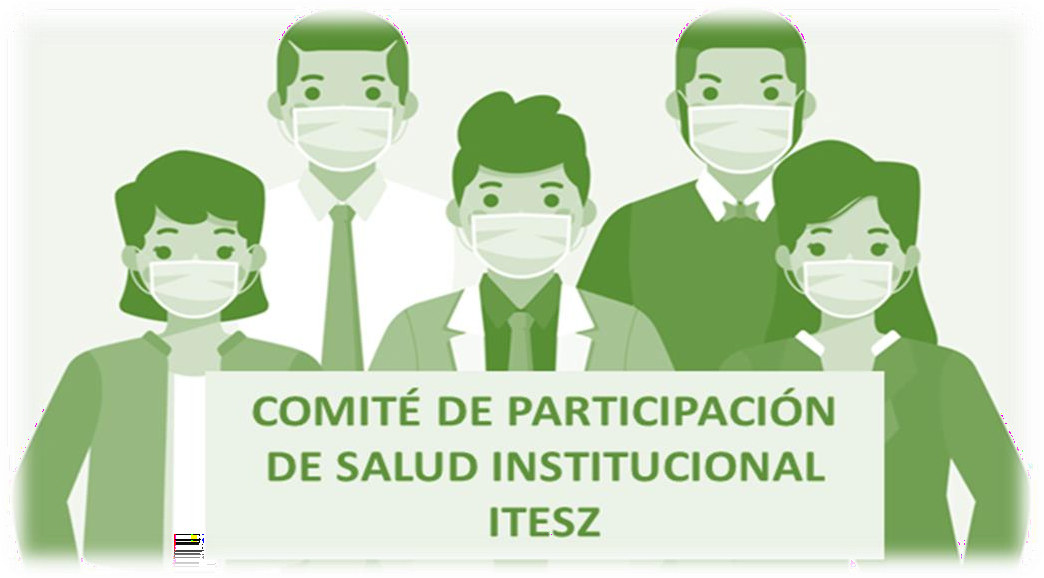 COMITÉ DE PARTICIPACIÓN
DE SALUD INSTITUCIONAL
ITESZ